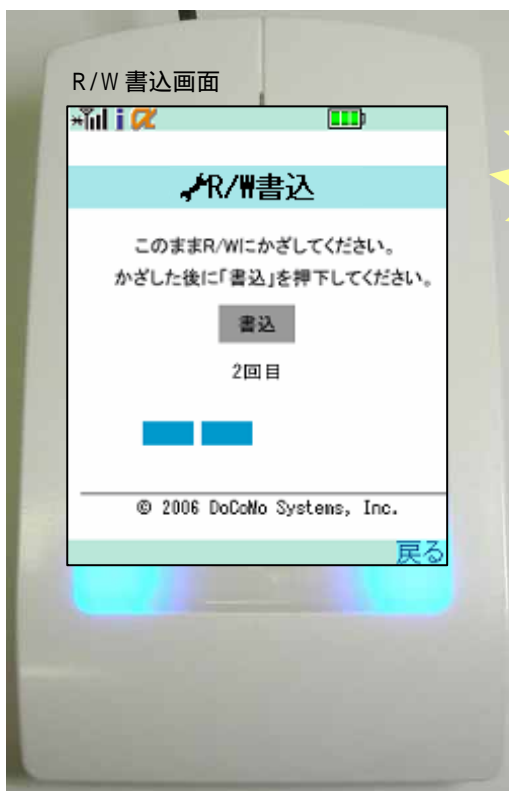 R/W書込画面
i α
R/W書込
このままR/Wにかざしてください。
かざした後に「書込」を押下してください。
書込
2回目
© 2006 DoCoMo Systems, Inc.
戻る